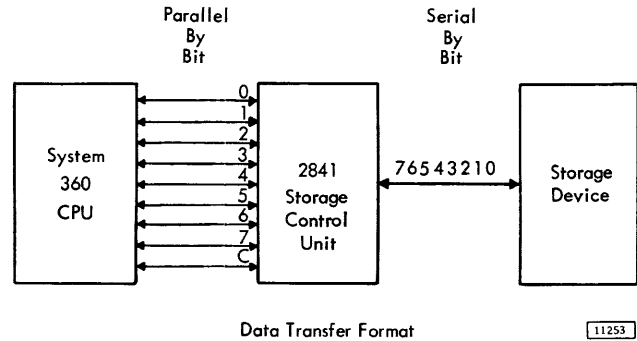 Parallel
By
Bit
Serial
By
Bit
System
360
CPU
0
1
2
3
4
5
6
7
C
2841
Storage
Control
Unit
76543210
Storage
Device
Data Transfer Format
11253